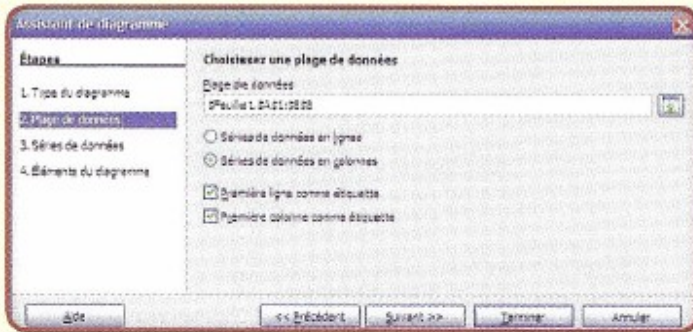 Assistant de diagramme
Étapes
1. Type du diagramme
2. Plage de données
3. Séries de données
4. Éléments du diagramme
Choisissez une plage de données
Plage de données
Séries de données en lignes
Séries de données en colonnes
Première ligne comme étiquette
Première colonne comme étiquette
Aide
<< Précédent
Suivant >>
Terminer
Annuler